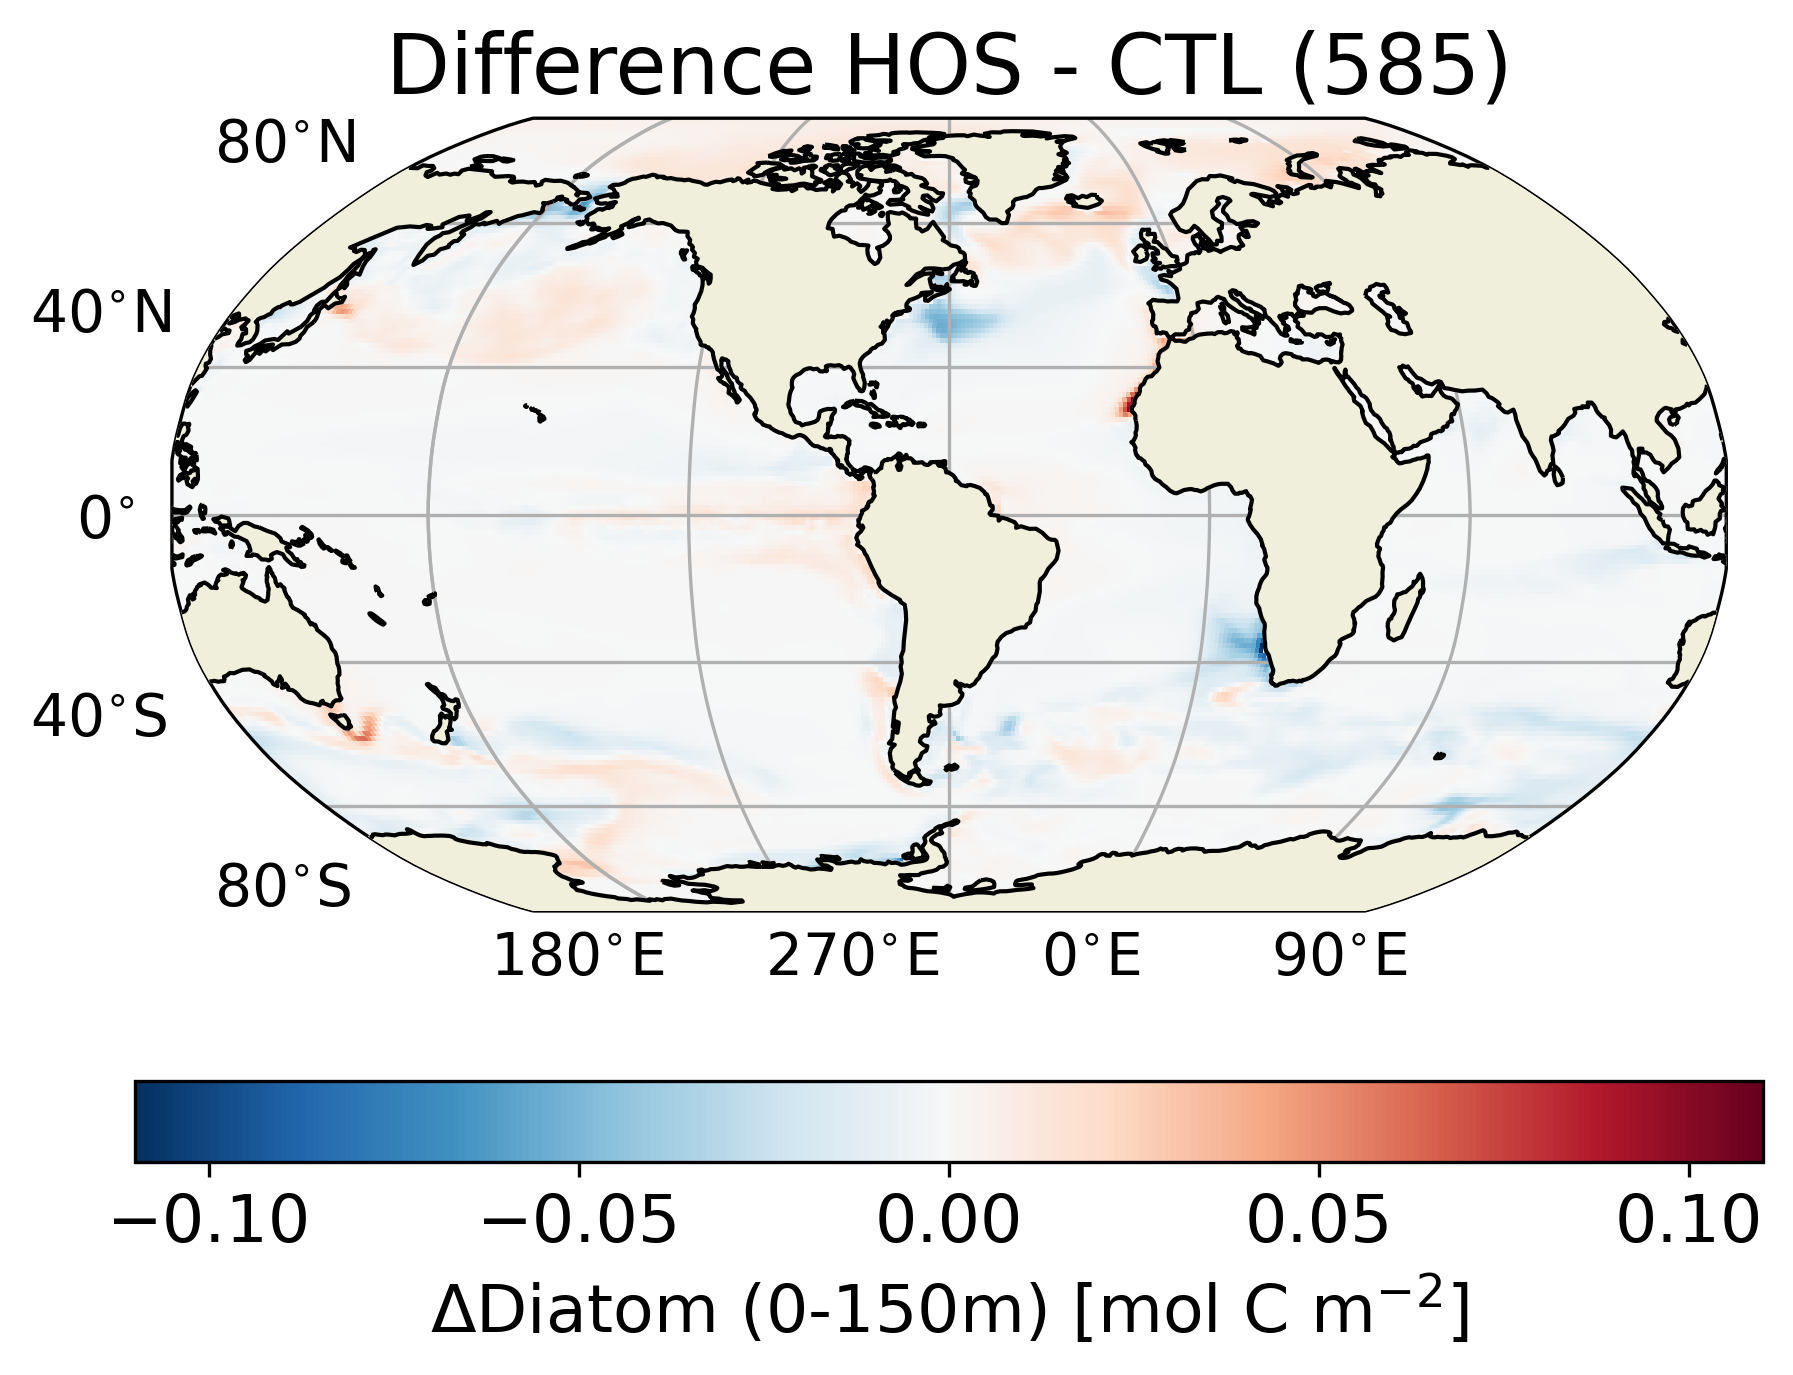 Difference HOS - CTL (585)
80°N
40°N
0°
40°S
80°S
180°E 270°E 0°E 90°E
−0.10 −0.05 0.00 0.05 0.10
ΔDiatom (0-150m) [mol C m⁻²]